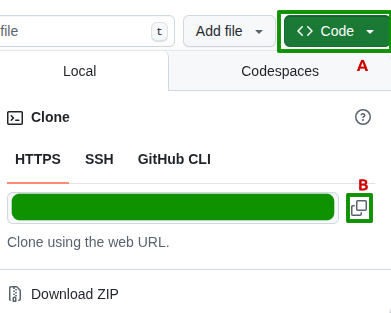 file t Add file <> Code
A
Local Codespaces
Clone
HTTPS SSH GitHub CLI
B
Clone using the web URL.
Download ZIP